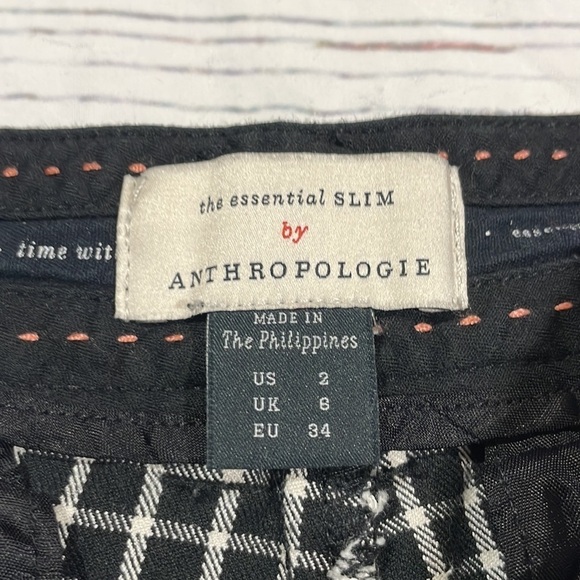 the essential SLIM
by
ANTHROPOLOGIE
time wit
MADE IN
The Philippines
US 2
UK 6
EU 34